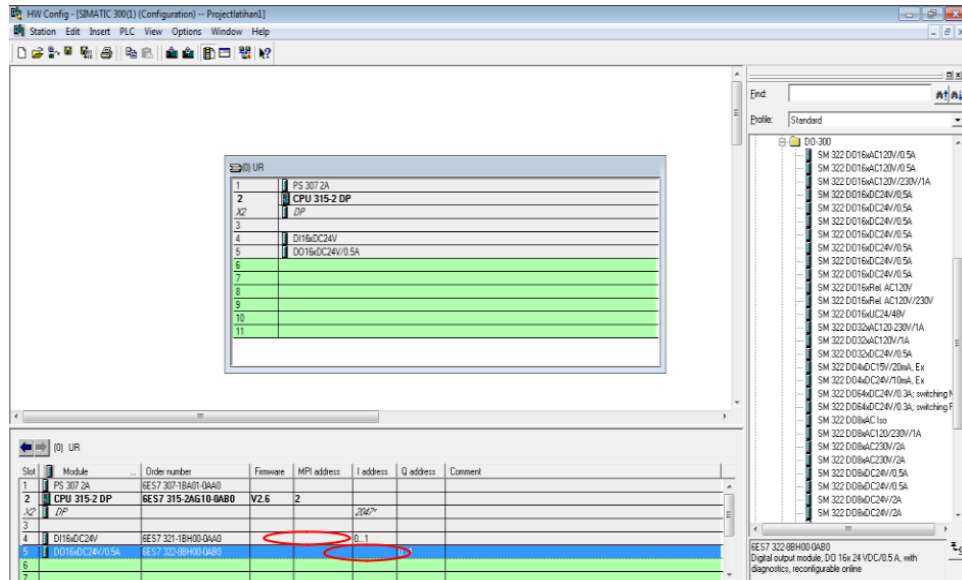 HW Config - [SIMATIC 300(1) (Configuration) -- Projectlatihan1]
Station Edit Insert PLC View Options Window Help
(0) UR
1 PS 307 2A
2 CPU 315-2 DP
X2 DP
3
4 DI16xDC24V
5 DO16xDC24V/0.5A
6
7
8
9
10
11
Find:
Profile: Standard
DO-300
SM 322 DO16xAC120V/0.5A
SM 322 DO16xAC120V/0.5A
SM 322 DO16xAC120V/230V/1A
SM 322 DO16xDC24V/0,5A
SM 322 DO16xDC24V/0.5A
SM 322 DO16xDC24V/0.5A
SM 322 DO16xDC24V/0.5A
SM 322 DO16xDC24V/0.5A
SM 322 DO16xDC24V/0.5A
SM 322 DO16xDC24V/0.5A
SM 322 DO16xRel. AC120V
SM 322 DO16xRel. AC120V/230V
SM 322 DO16xUC24/48V
SM 322 DO32xAC120-230V/1A
SM 322 DO32xAC120V/1A
SM 322 DO32xDC24V/0.5A
SM 322 DO4xDC15V/20mA, Ex
SM 322 DO4xDC24V/10mA, Ex
SM 322 DO64xDC24V/0.3A; switching
SM 322 DO64xDC24V/0.3A; switching
SM 322 DO8xAC Iso
SM 322 DO8xAC120/230V/1A
SM 322 DO8xAC230V/2A
SM 322 DO8xAC230V/2A
SM 322 DO8xDC24V/0,5A
SM 322 DO8xDC24V/0.5A
SM 322 DO8xDC24V/2A
SM 322 DO8xDC24V/2A
(0) UR
Slot Module ... Order number Firmware MPI address I address Q address Comment
1 PS 307 2A 6ES7 307-1BA01-0AA0
2 CPU 315-2 DP 6ES7 315-2AG10-0AB0 V2.6 2
X2 DP 2047*
3
4 DI16xDC24V 6ES7 321-1BH00-0AA0 0...1
5 DO16xDC24V/0.5A 6ES7 322-8BH00-0AB0
6
7
6ES7 322-8BH00-0AB0
Digital output module, DO 16x 24 VDC/0.5 A, with
diagnostics, reconfigurable online